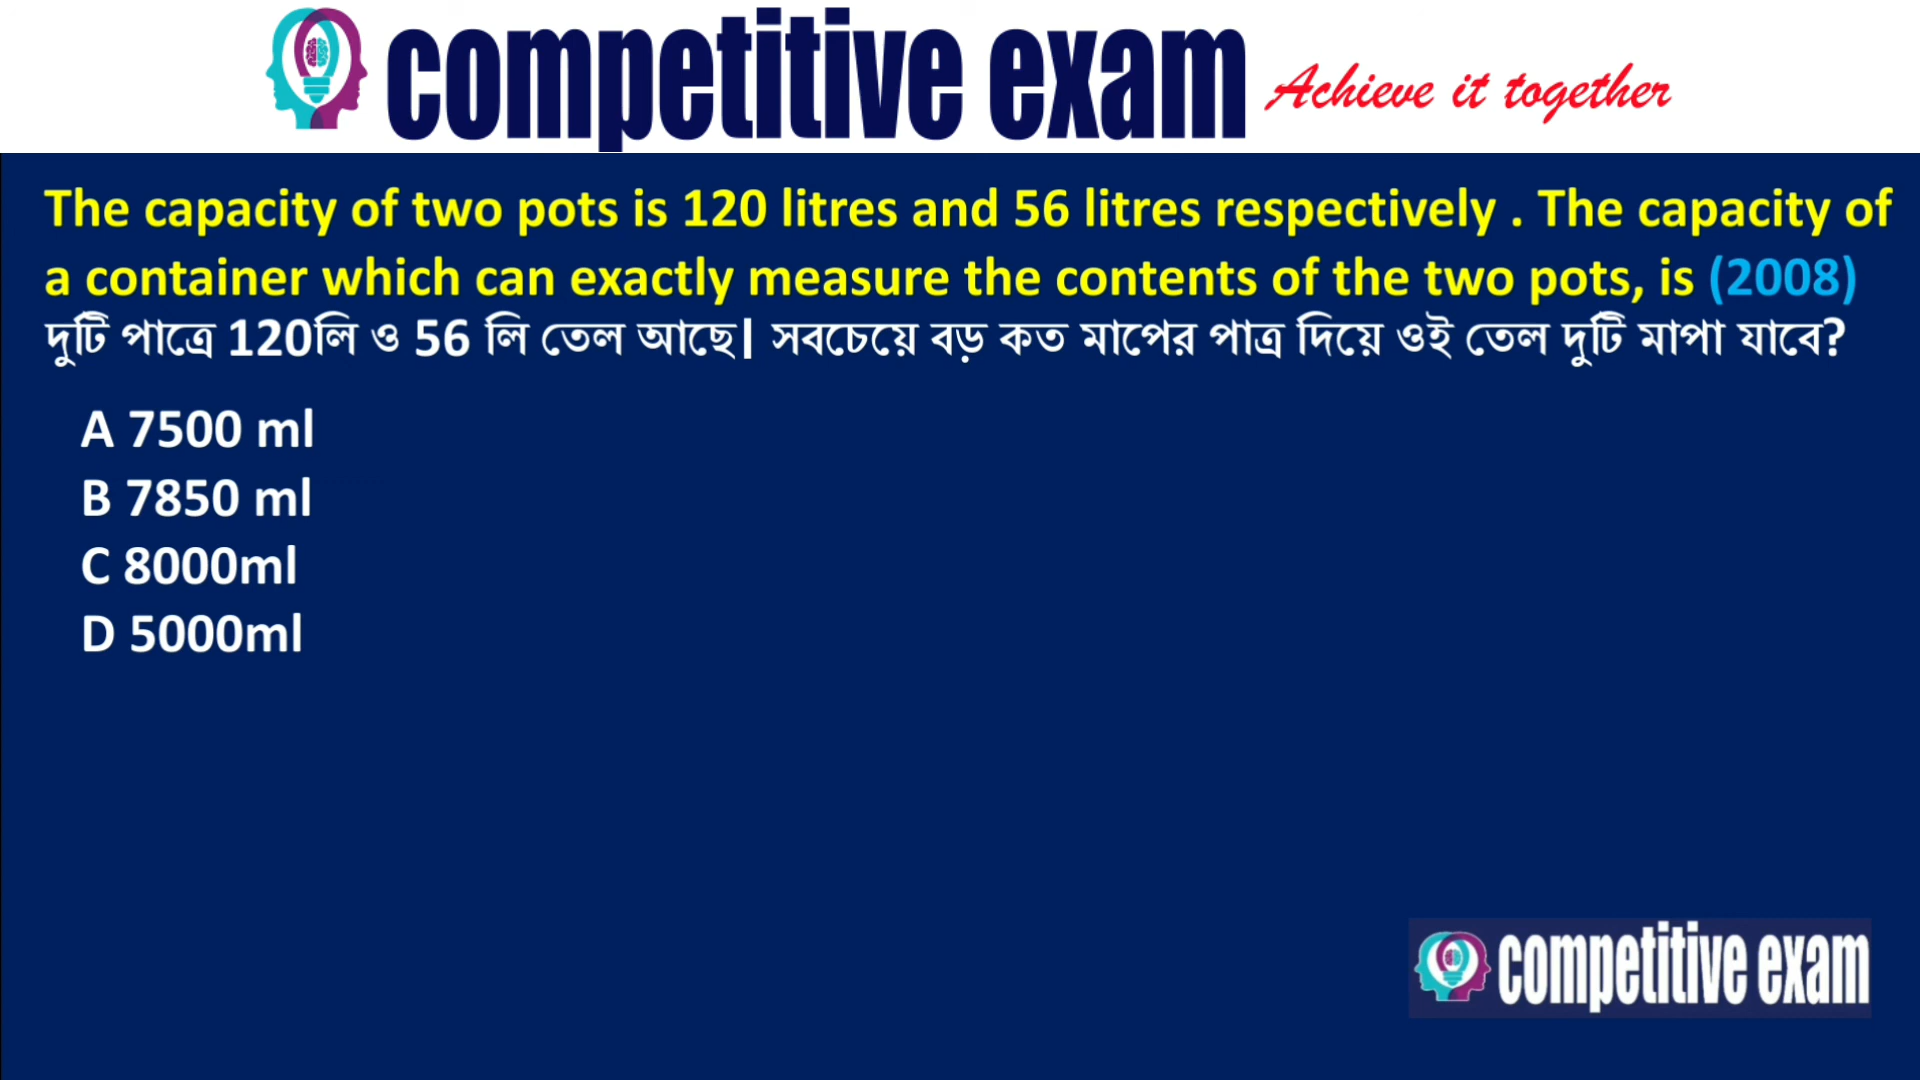 competitive exam Achieve it together
The capacity of two pots is 120 litres and 56 litres respectively . The capacity of
a container which can exactly measure the contents of the two pots, is (2008)
দুটি পাত্রে 120লি ও 56 লি তেল আছে| সবচেয়ে বড় কত মাপের পাত্র দিয়ে ওই তেল দুটি মাপা যাবে?
A 7500 ml
B 7850 ml
C 8000ml
D 5000ml
competitive exam